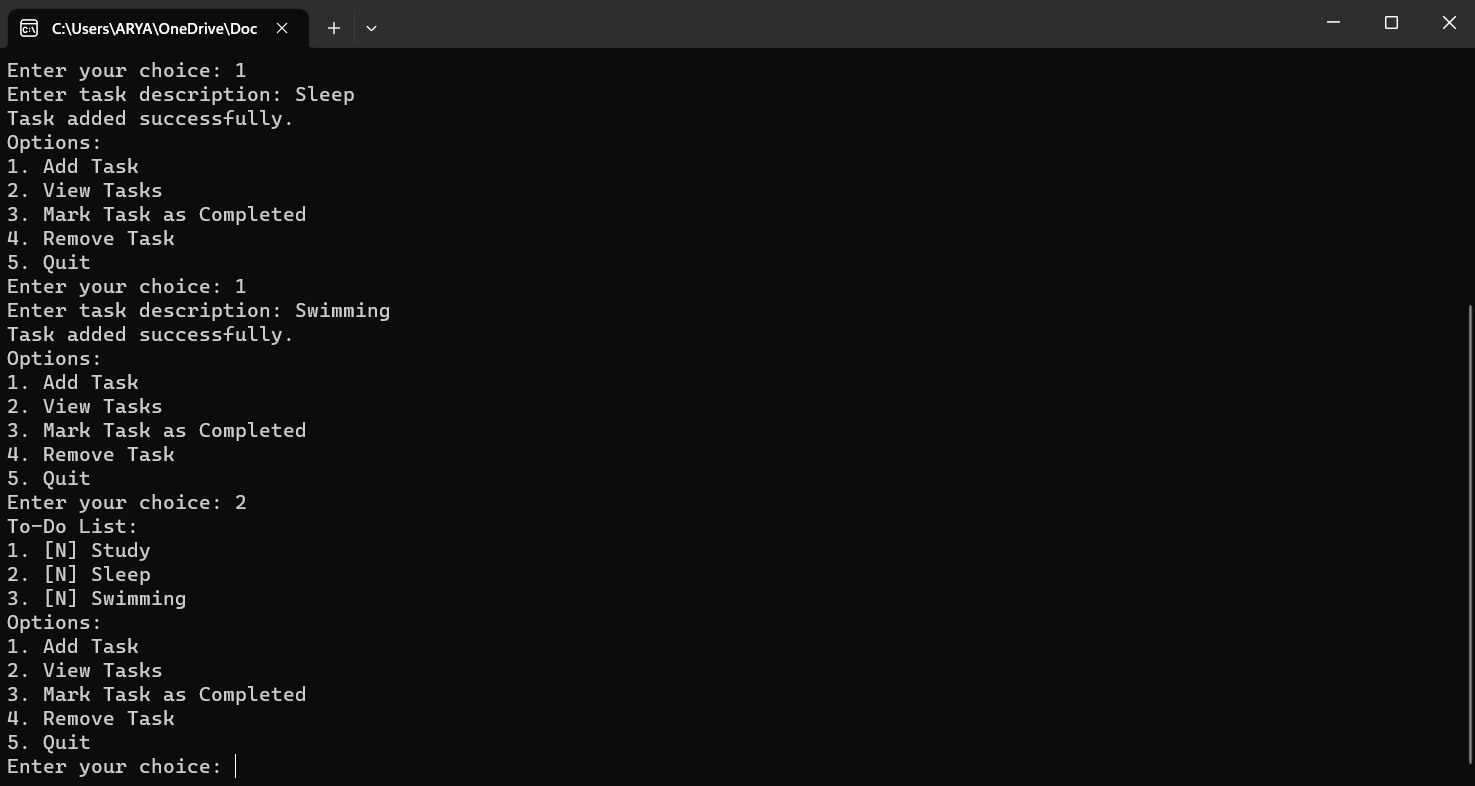 C:\Users\ARYA\OneDrive\Doc
Enter your choice: 1
Enter task description: Sleep
Task added successfully.
Options:
1. Add Task
2. View Tasks
3. Mark Task as Completed
4. Remove Task
5. Quit
Enter your choice: 1
Enter task description: Swimming
Task added successfully.
Options:
1. Add Task
2. View Tasks
3. Mark Task as Completed
4. Remove Task
5. Quit
Enter your choice: 2
To-Do List:
1. [N] Study
2. [N] Sleep
3. [N] Swimming
Options:
1. Add Task
2. View Tasks
3. Mark Task as Completed
4. Remove Task
5. Quit
Enter your choice: